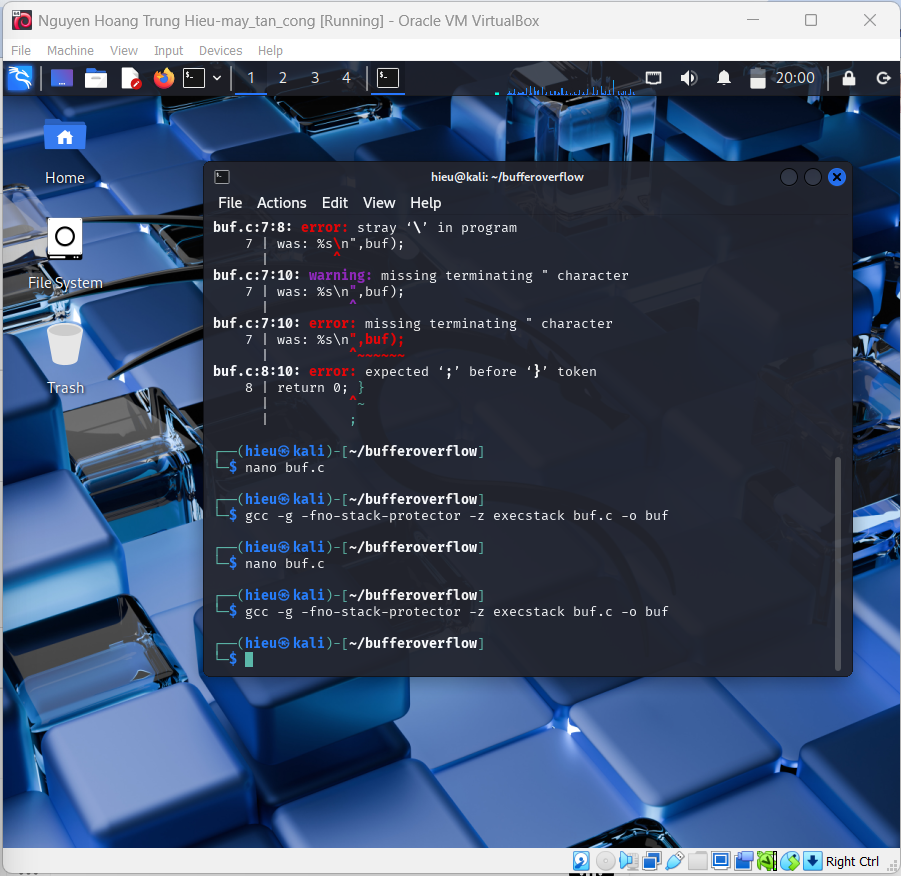 Nguyen Hoang Trung Hieu-may_tan_cong [Running] - Oracle VM VirtualBox
File Machine View Input Devices Help
1 2 3 4 20:00
Home
File System
Trash
hieu@kali: ~/bufferoverflow
File Actions Edit View Help
buf.c:7:8: error: stray ‘\’ in program
7 | was: %s\n",buf);
| ^
buf.c:7:10: warning: missing terminating " character
7 | was: %s\n",buf);
| ^
buf.c:7:10: error: missing terminating " character
7 | was: %s\n",buf);
| ^~~~~~~
buf.c:8:10: error: expected ‘;’ before ‘}’ token
8 | return 0; }
| ^~
| ;
┌──(hieu㉿kali)-[~/bufferoverflow]
└─$ nano buf.c
┌──(hieu㉿kali)-[~/bufferoverflow]
└─$ gcc -g -fno-stack-protector -z execstack buf.c -o buf
┌──(hieu㉿kali)-[~/bufferoverflow]
└─$ nano buf.c
┌──(hieu㉿kali)-[~/bufferoverflow]
└─$ gcc -g -fno-stack-protector -z execstack buf.c -o buf
┌──(hieu㉿kali)-[~/bufferoverflow]
└─$
Right Ctrl